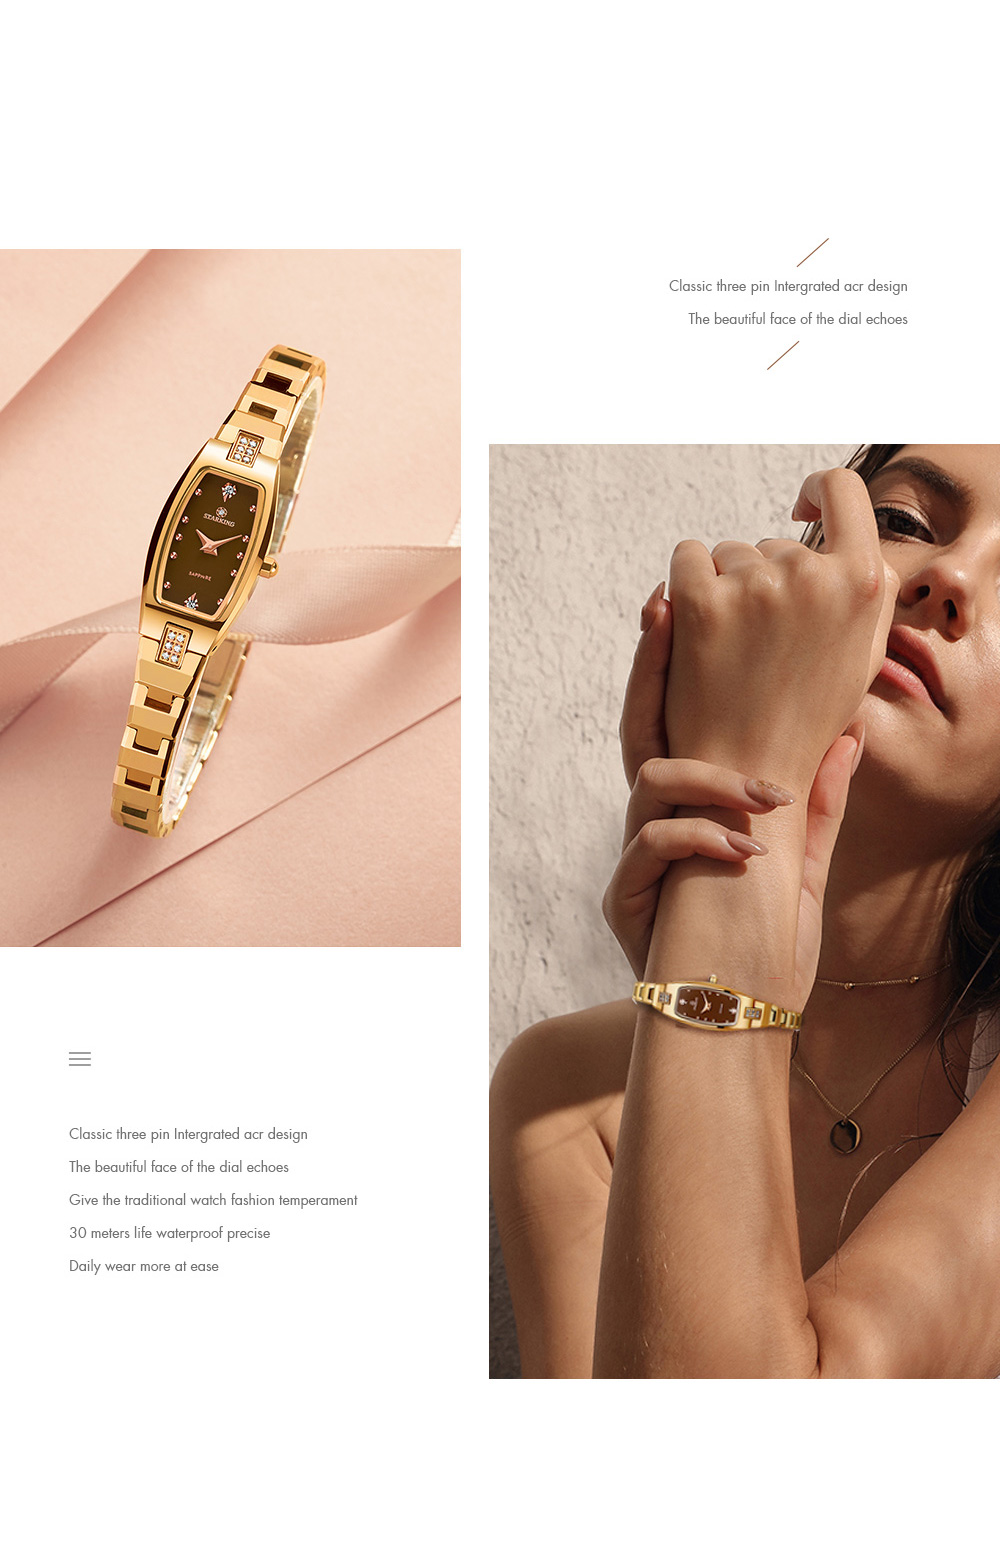 Classic three pin Intergrated acr design
The beautiful face of the dial echoes
STARKING
SAPPHIRE
Classic three pin Intergrated acr design
The beautiful face of the dial echoes
Give the traditional watch fashion temperament
30 meters life waterproof precise
Daily wear more at ease